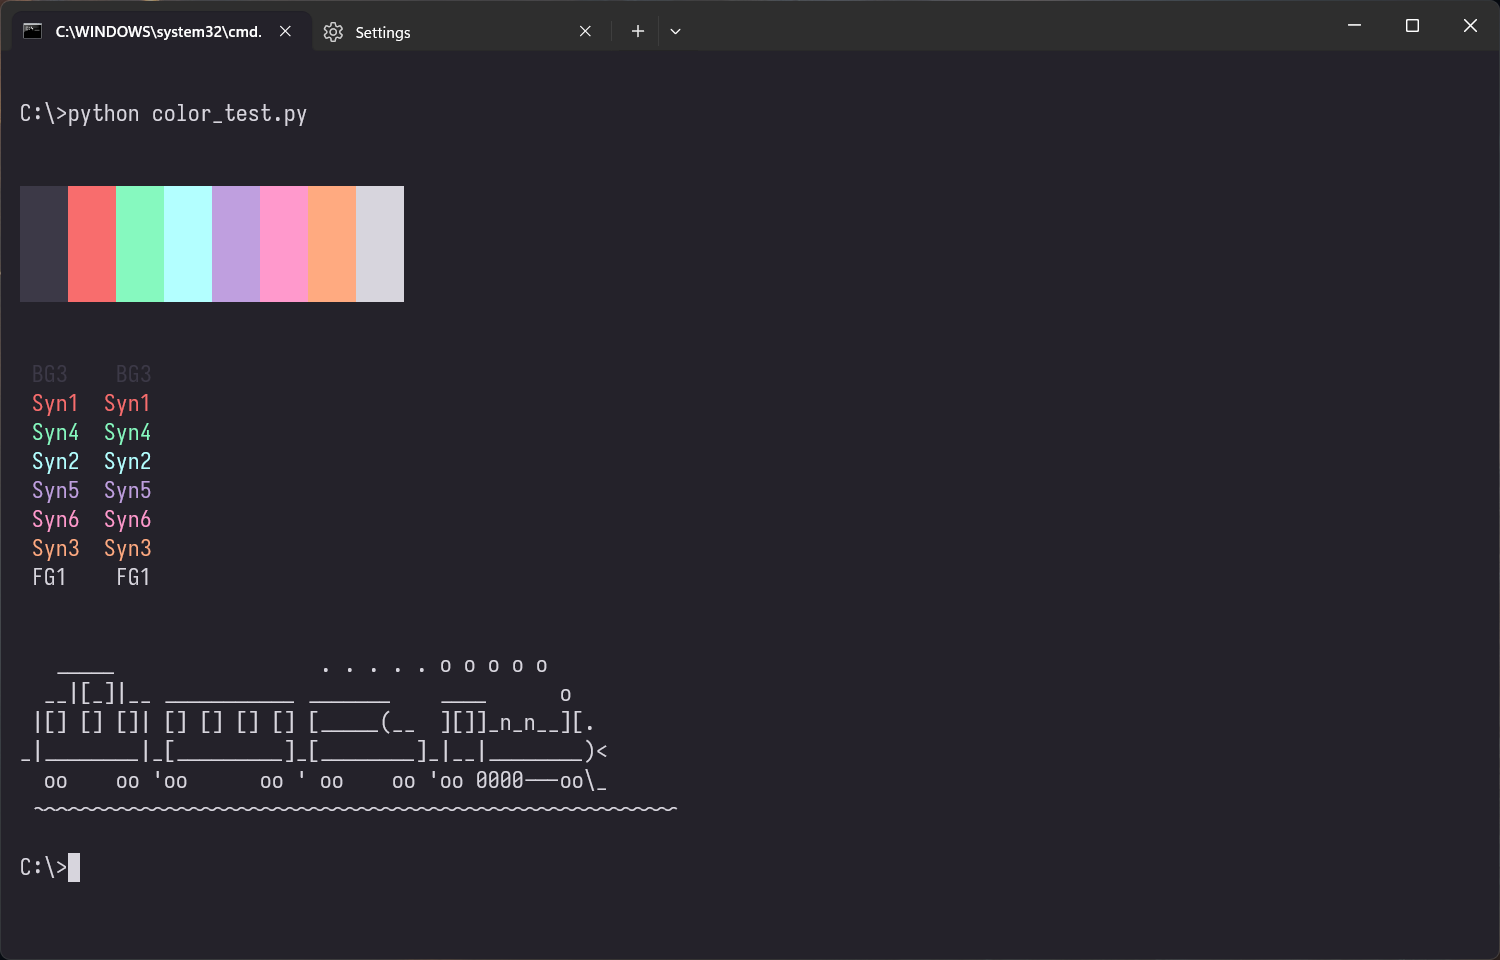 C:\WINDOWS\system32\cmd.
Settings
C:\>python color_test.py
BG3 BG3
Syn1 Syn1
Syn4 Syn4
Syn2 Syn2
Syn5 Syn5
Syn6 Syn6
Syn3 Syn3
FG1 FG1
   _____                 . . . . . o o o o o
  __|[_]|__ ___________ _______    ____      o
 |[] [] []| [] [] [] [] [_____(__  ][]]_n_n__][.
_|________|_[_________]_[________]_|__|________)<
  oo    oo 'oo      oo ' oo    oo 'oo 0000---oo\_
 ~~~~~~~~~~~~~~~~~~~~~~~~~~~~~~~~~~~~~~~~~~~~~~~~~~~~~~
C:\>